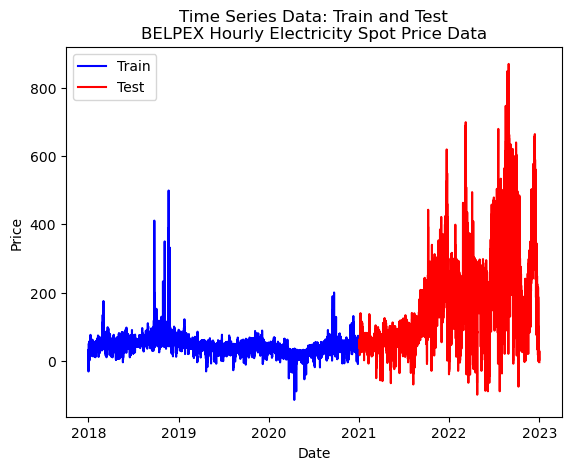 Time Series Data: Train and Test
BELPEX Hourly Electricity Spot Price Data
Train
Test
800
600
400
200
0
Price
2018 2019 2020 2021 2022 2023
Date